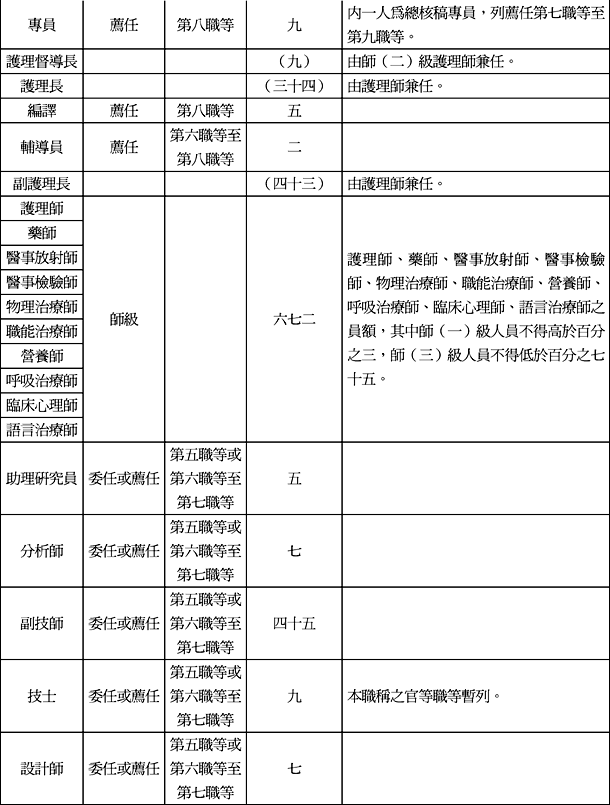 專員 薦任 第八職等 九 內一人爲總核稿專員，列薦任第七職等至
第九職等。
護理督導長 （九） 由師（二）級護理師兼任。
護理長 （三十四） 由護理師兼任。
編譯 薦任 第八職等 五
輔導員 薦任 第六職等至
第八職等 二
副護理長 （四十三） 由護理師兼任。
護理師
藥師
醫事放射師
醫事檢驗師
物理治療師
職能治療師
營養師
呼吸治療師
臨床心理師
語言治療師
師級 六七二
護理師、藥師、醫事放射師、醫事檢驗
師、物理治療師、職能治療師、營養師、
呼吸治療師、臨床心理師、語言治療師之
員額，其中師（一）級人員不得高於百分
之三，師（三）級人員不得低於百分之七
十五。
助理研究員 委任或薦任 第五職等或
第六職等至
第七職等 五
分析師 委任或薦任 第五職等或
第六職等至
第七職等 七
副技師 委任或薦任 第五職等或
第六職等至
第七職等 四十五
技士 委任或薦任 第五職等或
第六職等至
第七職等 九 本職稱之官等職等暫列。
設計師 委任或薦任 第五職等或
第六職等至
第七職等 七